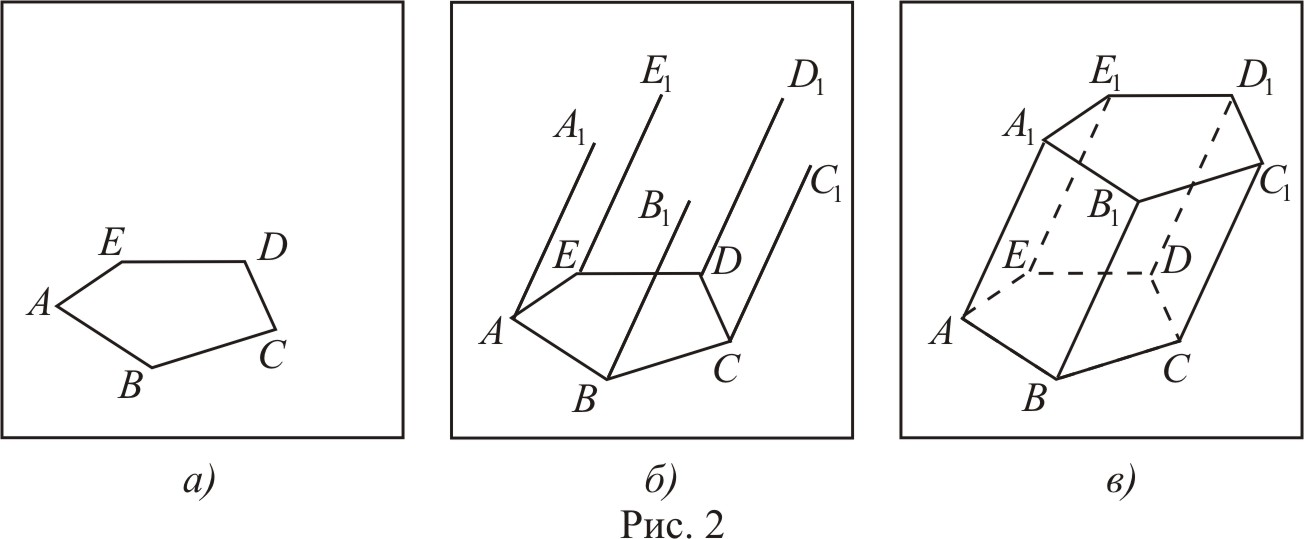 E D
A
B
C
E₁ D₁
A₁
B₁ C₁
E D
A
B
C
E₁ D₁
A₁
B₁ C₁
E D
A
B
C
а) б) в)
Рис. 2